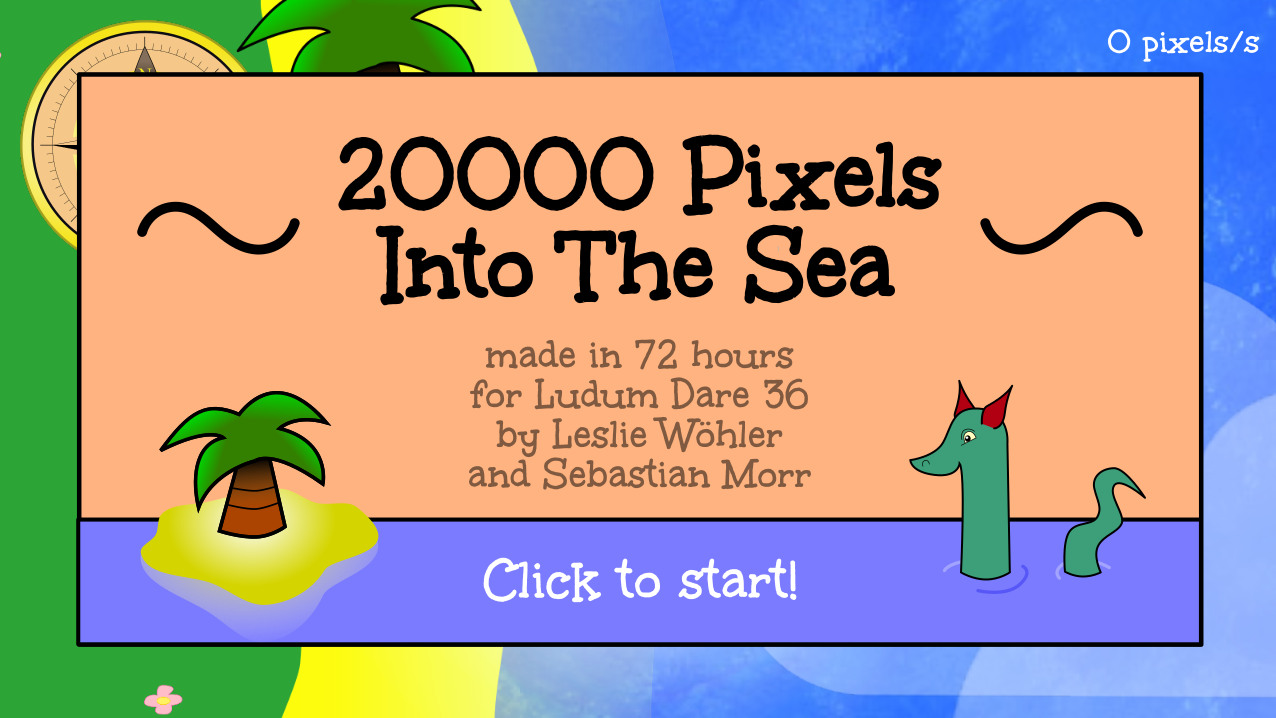 0 pixels/s
N
20000 Pixels
Into The Sea
made in 72 hours
for Ludum Dare 36
by Leslie Wöhler
and Sebastian Morr
Click to start!